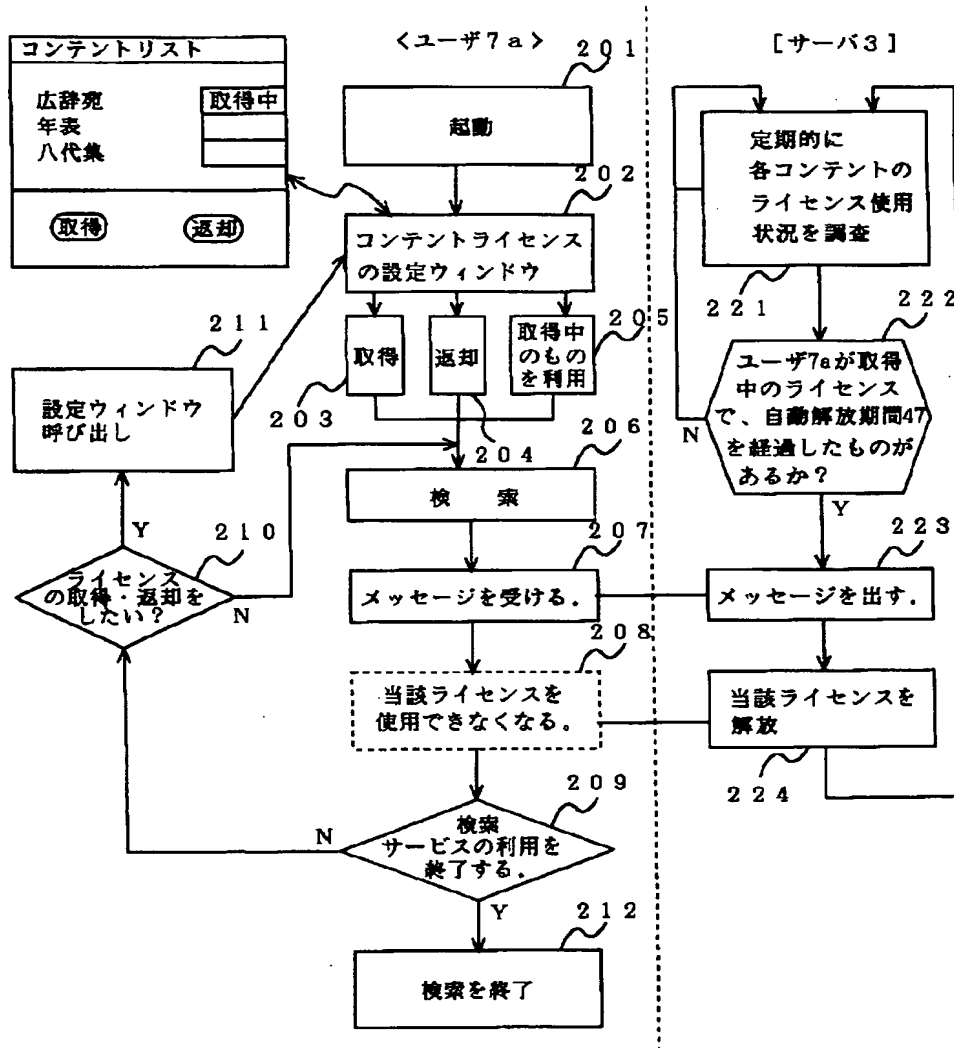 コンテントリスト
広辞苑
取得中
年表
八代集
取得
返却
<ユーザ7a>
201
起動
202
コンテントライセンス
の設定ウィンドウ
203
取得
204
返却
205
取得中
のもの
を利用
206
検 索
207
メッセージを受ける.
208
当該ライセンスを
使用できなくなる.
209
検索
サービスの利用を
終了する.
N
Y
210
ライセンス
の取得・返却を
したい?
Y
N
211
設定ウィンドウ
呼び出し
212
検索を終了
[サーバ3]
定期的に
各コンテントの
ライセンス使用
状況を調査
221
222
ユーザ7aが取得
中のライセンス
で、自動解放期間47
を経過したものが
あるか?
N
Y
223
メッセージを出す.
当該ライセンスを
解放
224